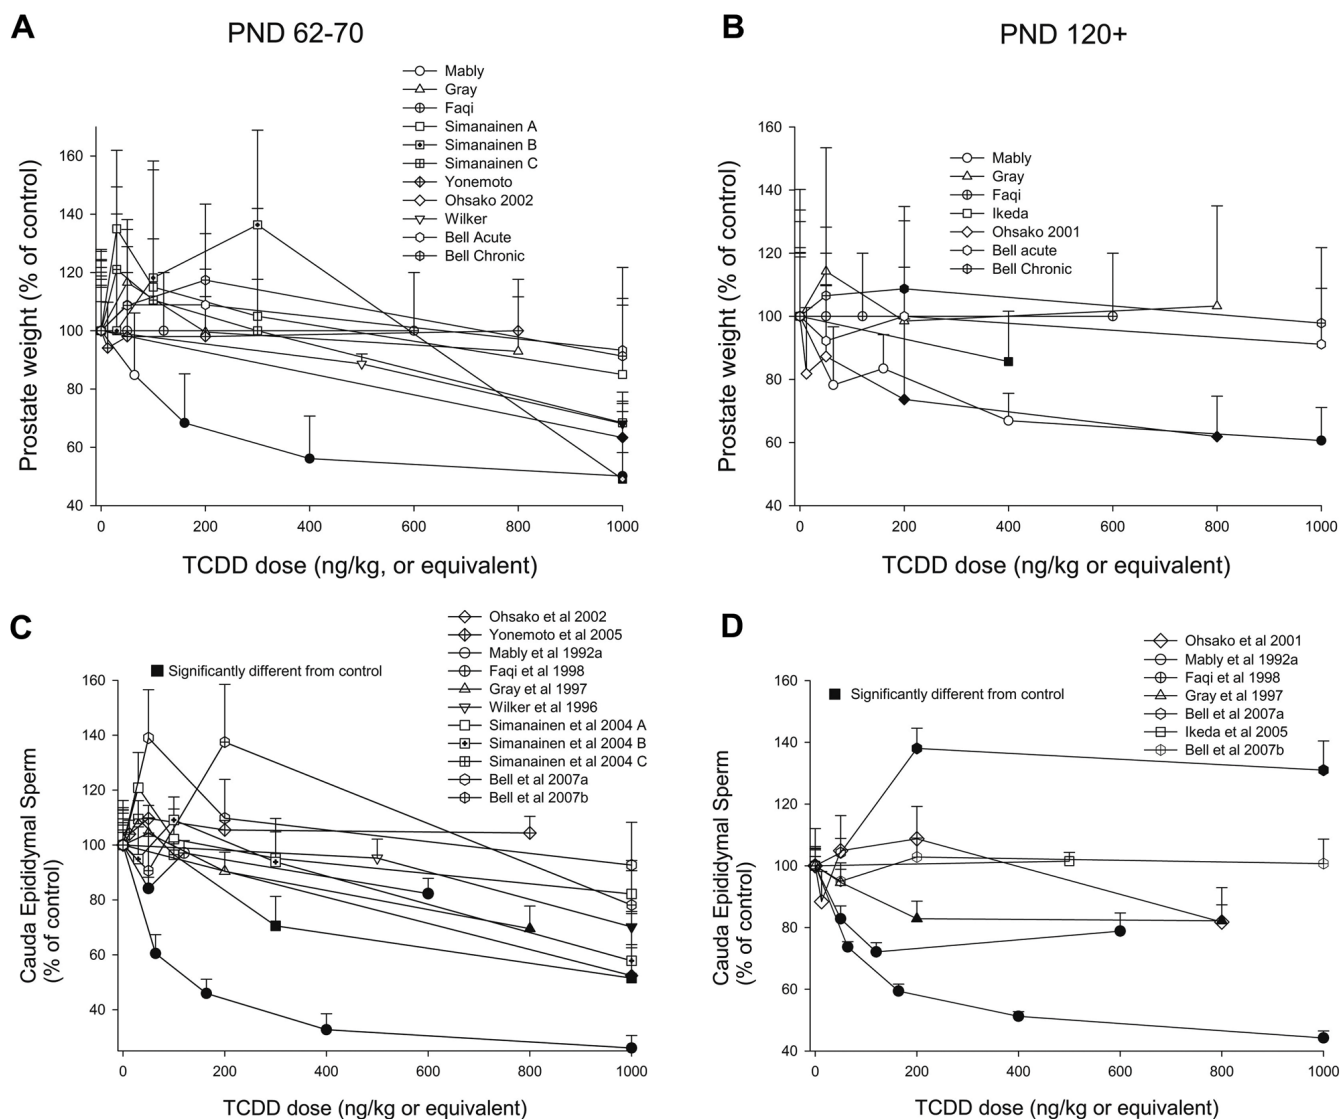 A
PND 62-70
Mably
Gray
Faqi
Simanainen A
Simanainen B
Simanainen C
Yonemoto
Ohsako 2002
Wilker
Bell Acute
Bell Chronic
Prostate weight (% of control)
160
140
120
100
80
60
40
0
200
400
600
800
1000
TCDD dose (ng/kg, or equivalent)
B
PND 120+
Mably
Gray
Faqi
Ikeda
Ohsako 2001
Bell acute
Bell Chronic
Prostate weight (% of control)
160
140
120
100
80
60
40
0
200
400
600
800
1000
TCDD dose (ng/kg or equivalent)
C
Ohsako et al 2002
Yonemoto et al 2005
Mably et al 1992a
Faqi et al 1998
Gray et al 1997
Wilker et al 1996
Simanainen et al 2004 A
Simanainen et al 2004 B
Simanainen et al 2004 C
Bell et al 2007a
Bell et al 2007b
Significantly different from control
Cauda Epididymal Sperm
(% of control)
160
140
120
100
80
60
40
0
200
400
600
800
1000
TCDD dose (ng/kg or equivalent)
D
Ohsako et al 2001
Mably et al 1992a
Faqi et al 1998
Gray et al 1997
Bell et al 2007a
Ikeda et al 2005
Bell et al 2007b
Significantly different from control
Cauda Epididymal Sperm
(% of control)
160
140
120
100
80
60
40
0
200
400
600
800
1000
TCDD dose (ng/kg or equivalent)